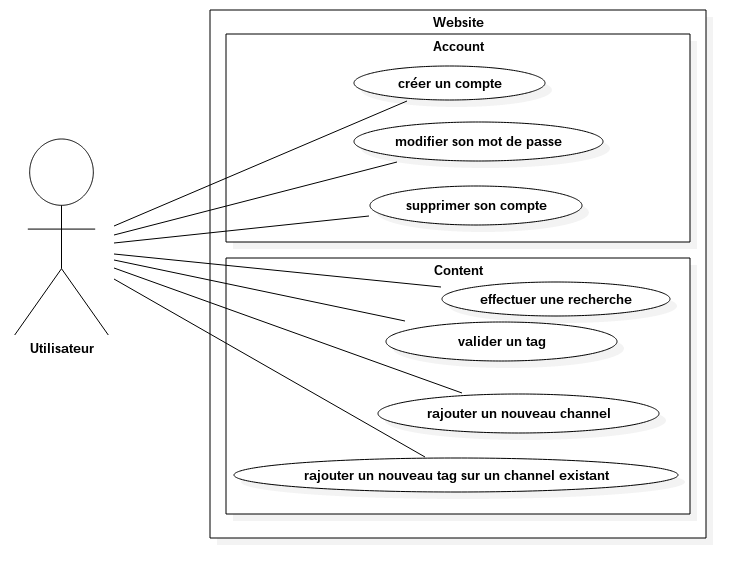 Website
Account
créer un compte
modifier son mot de passe
supprimer son compte
Content
effectuer une recherche
valider un tag
Utilisateur
rajouter un nouveau channel
rajouter un nouveau tag sur un channel existant